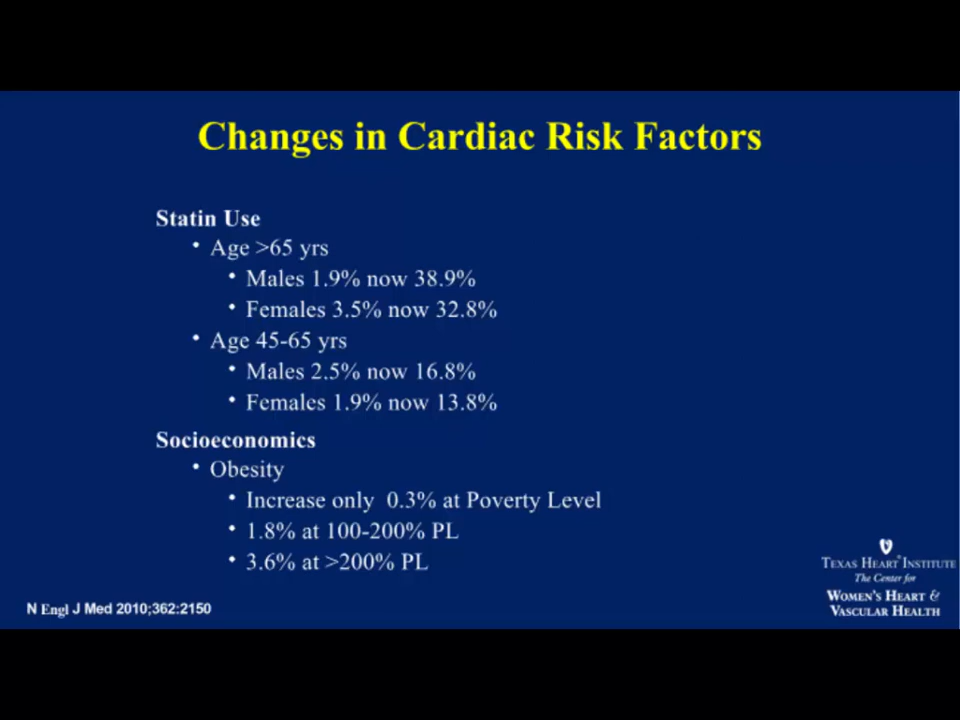 Changes in Cardiac Risk Factors
Statin Use
• Age >65 yrs
• Males 1.9% now 38.9%
• Females 3.5% now 32.8%
• Age 45-65 yrs
• Males 2.5% now 16.8%
• Females 1.9% now 13.8%
Socioeconomics
• Obesity
• Increase only 0.3% at Poverty Level
• 1.8% at 100-200% PL
• 3.6% at >200% PL
N Engl J Med 2010;362:2150
TEXAS HEART® INSTITUTE
The Center for
WOMEN'S HEART &
VASCULAR HEALTH